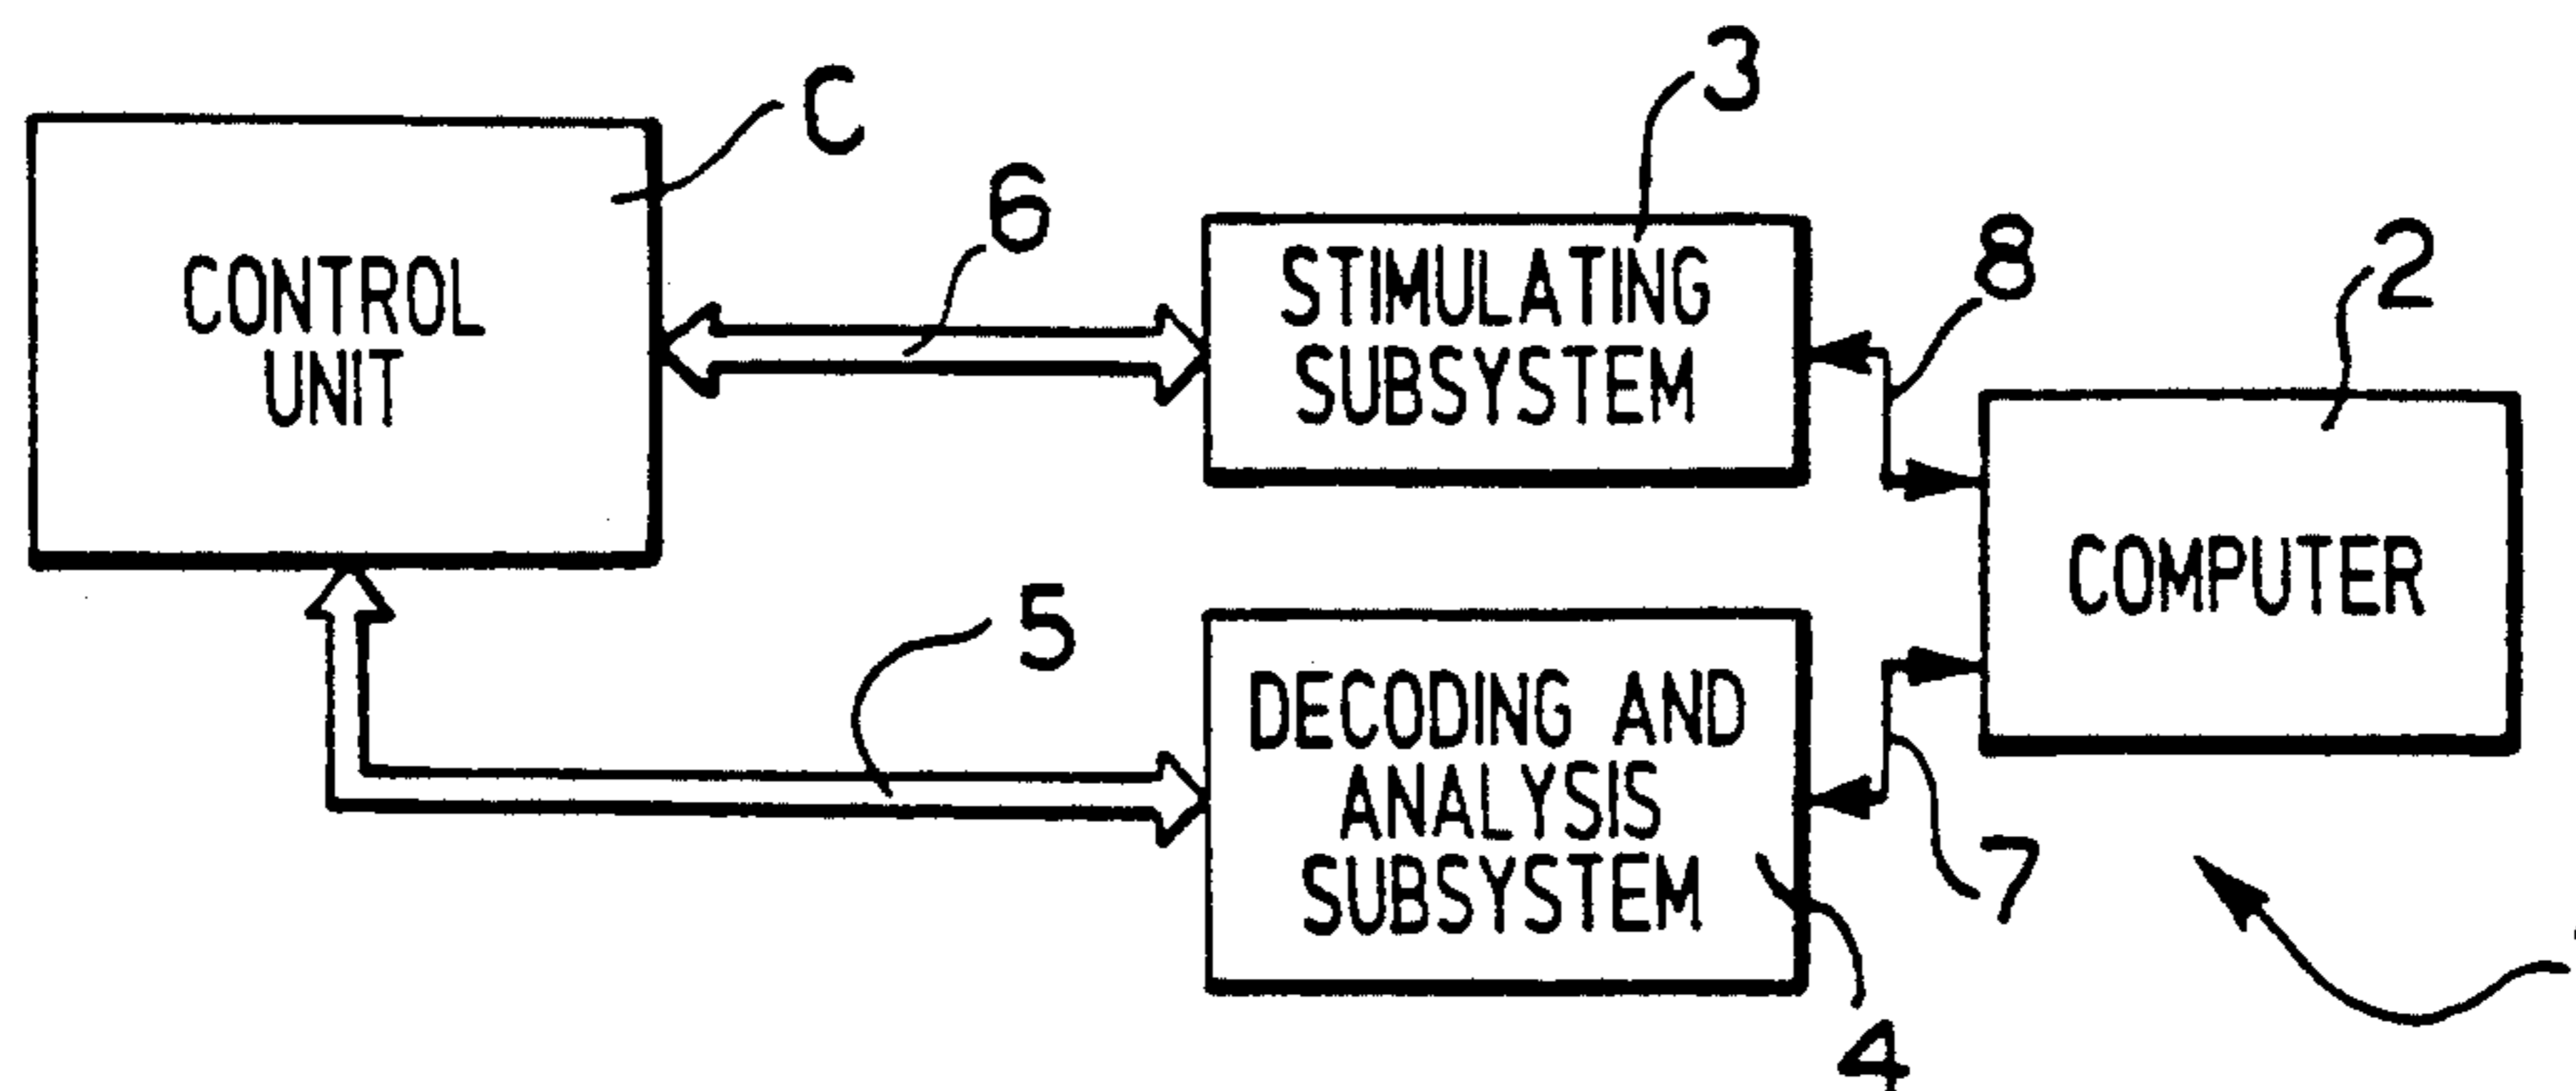 C
3
6
8
2
CONTROL
UNIT
STIMULATING
SUBSYSTEM
COMPUTER
5
DECODING AND
ANALYSIS
SUBSYSTEM
7
4